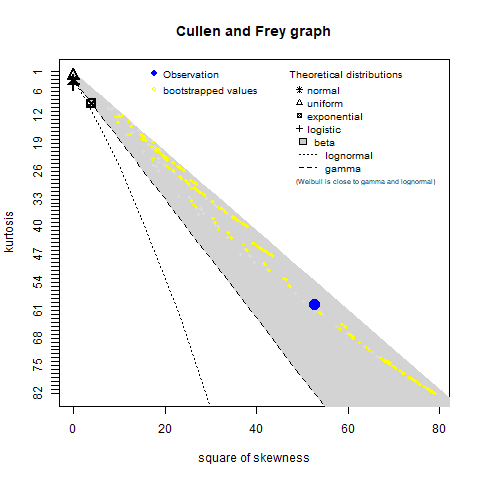 Cullen and Frey graph
Observation
bootstrapped values
Theoretical distributions
normal
uniform
exponential
logistic
beta
lognormal
gamma
(Weibull is close to gamma and lognormal)
kurtosis
1
6
12
19
26
33
40
47
54
61
68
75
82
0
20
40
60
80
square of skewness